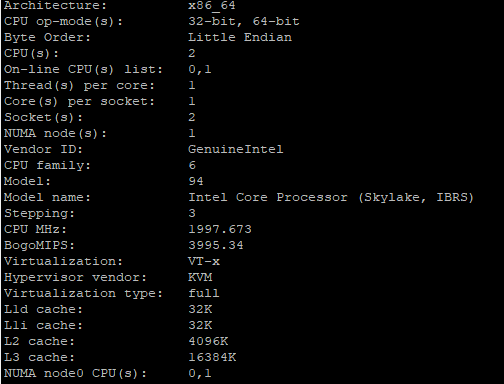 Architecture: x86_64
CPU op-mode(s): 32-bit, 64-bit
Byte Order: Little Endian
CPU(s): 2
On-line CPU(s) list: 0,1
Thread(s) per core: 1
Core(s) per socket: 1
Socket(s): 2
NUMA node(s): 1
Vendor ID: GenuineIntel
CPU family: 6
Model: 94
Model name: Intel Core Processor (Skylake, IBRS)
Stepping: 3
CPU MHz: 1997.673
BogoMIPS: 3995.34
Virtualization: VT-x
Hypervisor vendor: KVM
Virtualization type: full
L1d cache: 32K
L1i cache: 32K
L2 cache: 4096K
L3 cache: 16384K
NUMA node0 CPU(s): 0,1